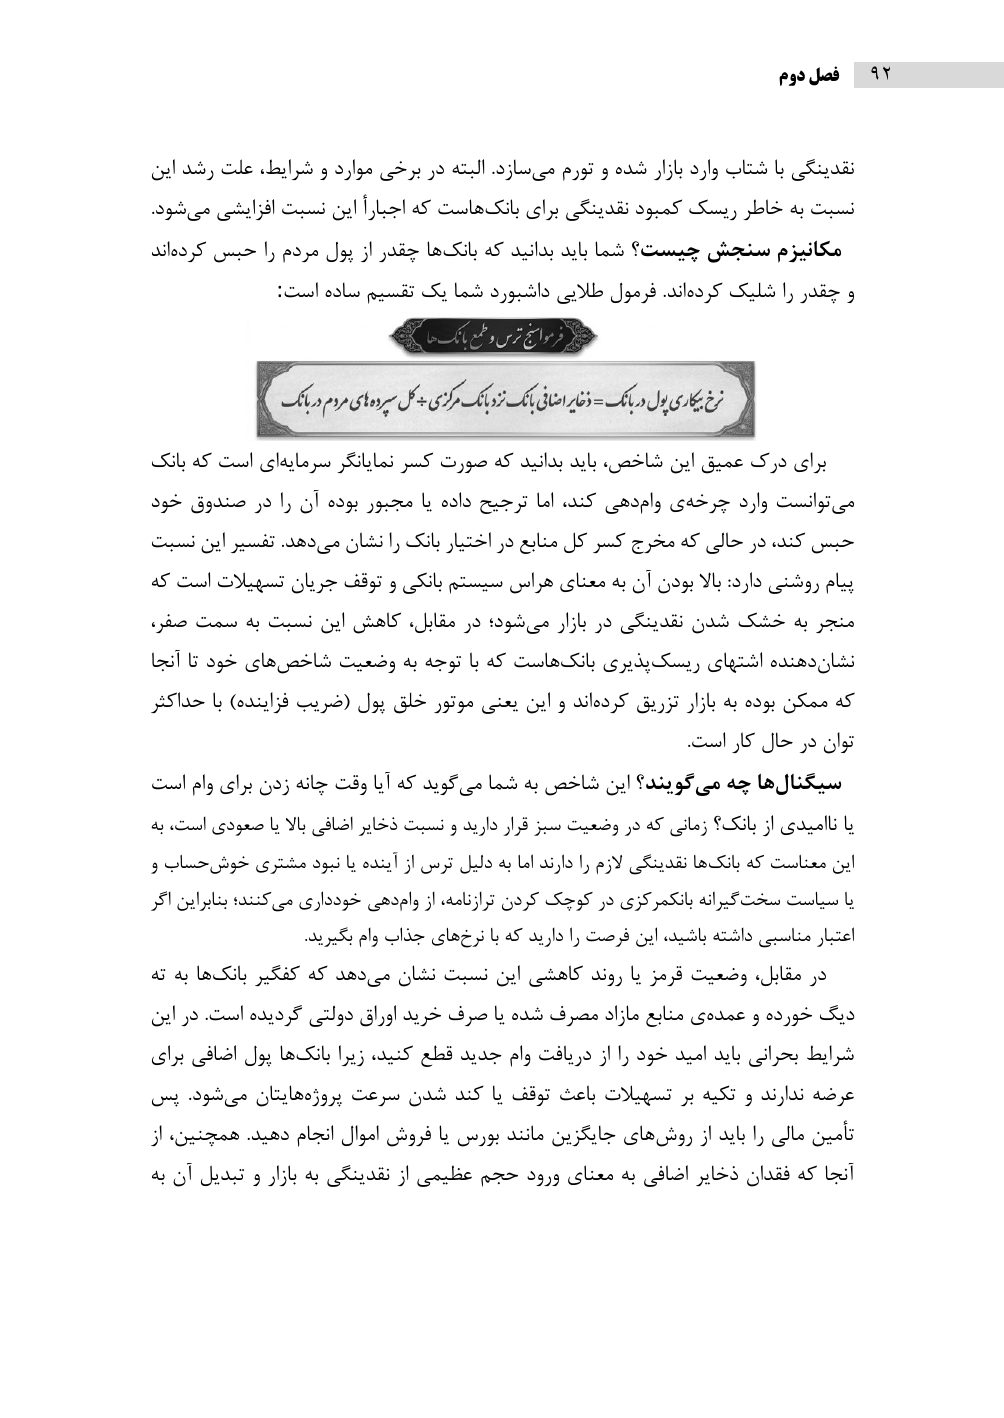 ۹۲ فصل دوم
نقدینگی با شتاب وارد بازار شده و تورم می‌سازد. البته در برخی موارد و شرایط، علت رشد این
نسبت به خاطر ریسک کمبود نقدینگی برای بانک‌هاست که اجباراً این نسبت افزایشی می‌شود.
مکانیزم سنجش چیست؟ شما باید بدانید که بانک‌ها چقدر از پول مردم را حبس کرده‌اند
و چقدر را شلیک کرده‌اند. فرمول طلایی داشبورد شما یک تقسیم ساده است:
ترس و طمع بانک‌ها
نرخ بیکاری پول در بانک = ذخایر اضافی بانک نزد بانک مرکزی ÷ کل سپرده های مردم در بانک
برای درک عمیق این شاخص، باید بدانید که صورت کسر نمایانگر سرمایه‌ای است که بانک
می‌توانست وارد چرخه‌ی وام‌دهی کند، اما ترجیح داده یا مجبور بوده آن را در صندوق خود
حبس کند، در حالی که مخرج کسر کل منابع در اختیار بانک را نشان می‌دهد. تفسیر این نسبت
پیام روشنی دارد: بالا بودن آن به معنای هراس سیستم بانکی و توقف جریان تسهیلات است که
منجر به خشک شدن نقدینگی در بازار می‌شود؛ در مقابل، کاهش این نسبت به سمت صفر،
نشان‌دهنده اشتهای ریسک‌پذیری بانک‌هاست که با توجه به وضعیت شاخص‌های خود تا آنجا
که ممکن بوده به بازار تزریق کرده‌اند و این یعنی موتور خلق پول (ضریب فزاینده) با حداکثر
توان در حال کار است.
سیگنال‌ها چه می‌گویند؟ این شاخص به شما می‌گوید که آیا وقت چانه زدن برای وام است
یا ناامیدی از بانک؟ زمانی که در وضعیت سبز قرار دارید و نسبت ذخایر اضافی بالا یا صعودی است، به
این معناست که بانک‌ها نقدینگی لازم را دارند اما به دلیل ترس از آینده یا نبود مشتری خوش‌حساب و
یا سیاست سخت‌گیرانه بانکمرکزی در کوچک کردن ترازنامه، از وام‌دهی خودداری می‌کنند؛ بنابراین اگر
اعتبار مناسبی داشته باشید، این فرصت را دارید که با نرخ‌های جذاب وام بگیرید.
در مقابل، وضعیت قرمز یا روند کاهشی این نسبت نشان می‌دهد که کفگیر بانک‌ها به ته
دیگ خورده و عمده‌ی منابع مازاد مصرف شده یا صرف خرید اوراق دولتی گردیده است. در این
شرایط بحرانی باید امید خود را از دریافت وام جدید قطع کنید، زیرا بانک‌ها پول اضافی برای
عرضه ندارند و تکیه بر تسهیلات باعث توقف یا کند شدن سرعت پروژه‌هایتان می‌شود. پس
تأمین مالی را باید از روش‌های جایگزین مانند بورس یا فروش اموال انجام دهید. همچنین، از
آنجا که فقدان ذخایر اضافی به معنای ورود حجم عظیمی از نقدینگی به بازار و تبدیل آن به